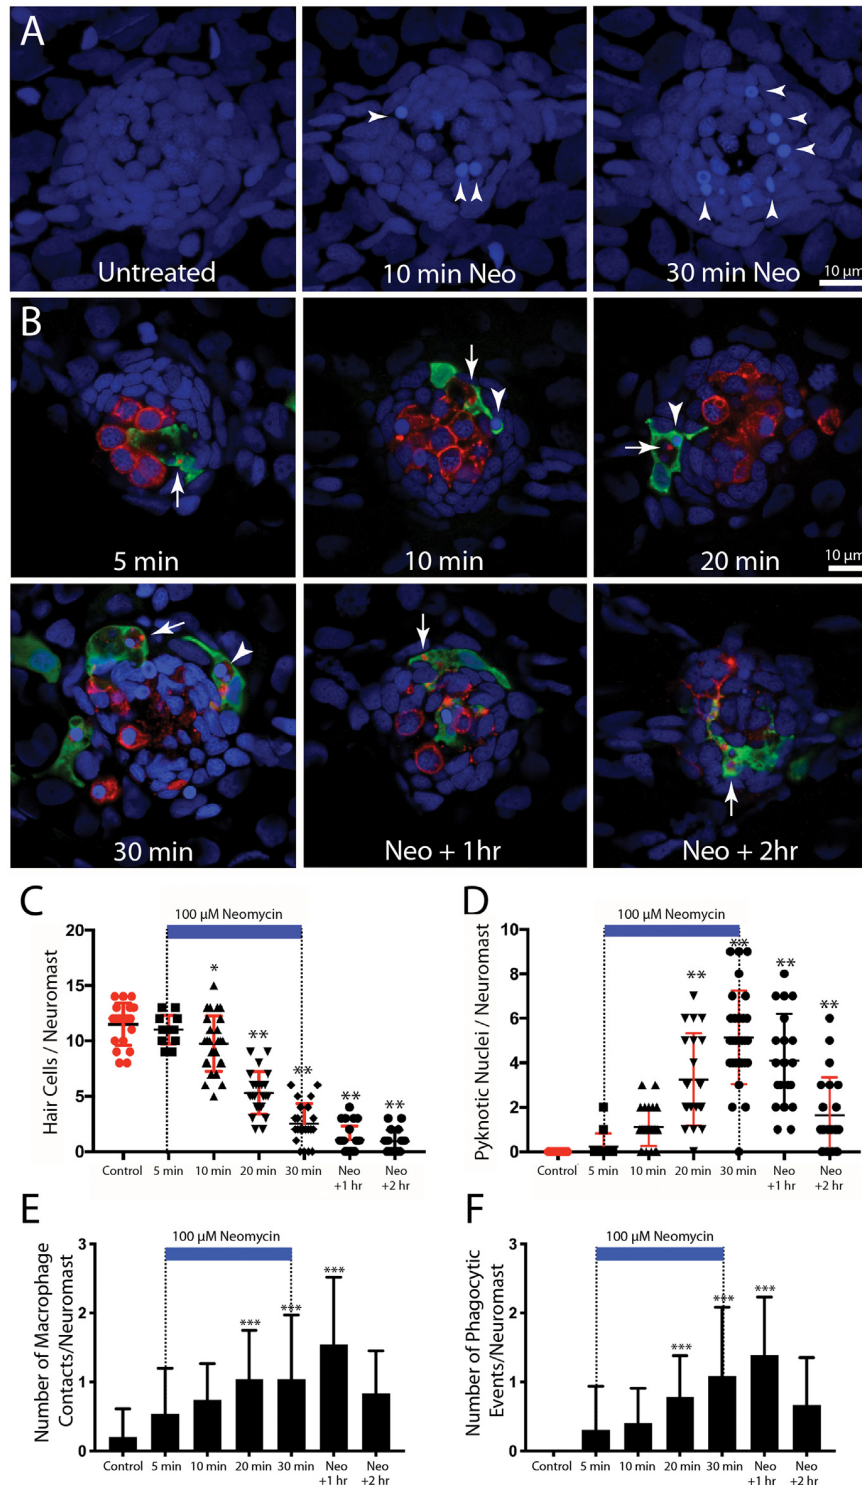 A
Untreated
10 min Neo
30 min Neo
10 µm
B
5 min
10 min
20 min
10 µm
30 min
Neo + 1hr
Neo + 2hr
C
100 µM Neomycin
Hair Cells / Neuromast
20
15
10
5
0
*
**
**
**
**
Control
5 min
10 min
20 min
30 min
Neo
+1 hr
Neo
+2 hr
D
100 µM Neomycin
Pyknotic Nuclei / Neuromast
10
8
6
4
2
0
**
**
**
**
Control
5 min
10 min
20 min
30 min
Neo
+1 hr
Neo
+2 hr
E
100 µM Neomycin
Number of Macrophage
Contacts/Neuromast
3
2
1
0
***
***
***
Control
5 min
10 min
20 min
30 min
Neo
+1 hr
Neo
+2 hr
F
100 µM Neomycin
Number of Phagocytic
Events/Neuromast
3
2
1
0
***
***
***
Control
5 min
10 min
20 min
30 min
Neo
+1 hr
Neo
+2 hr